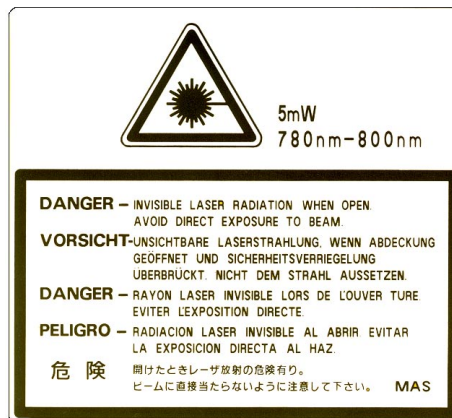 5mW
780nm-800nm
DANGER - INVISIBLE LASER RADIATION WHEN OPEN.
AVOID DIRECT EXPOSURE TO BEAM.
VORSICHT-UNSICHTBARE LASERSTRAHLUNG, WENN ABDECKUNG
GEÖFFNET UND SICHERHEITSVERRIEGELUNG
ÜBERBRÜCKT. NICHT DEM STRAHL AUSSETZEN.
DANGER - RAYON LASER INVISIBLE LORS DE L'OUVER TURE.
EVITER L'EXPOSITION DIRECTE.
PELIGRO - RADIACION LASER INVISIBLE AL ABRIR. EVITAR
LA EXPOSICION DIRECTA AL HAZ.
危険 開けたときレーザ放射の危険有り。
ビームに直接当たらないように注意して下さい。 MAS